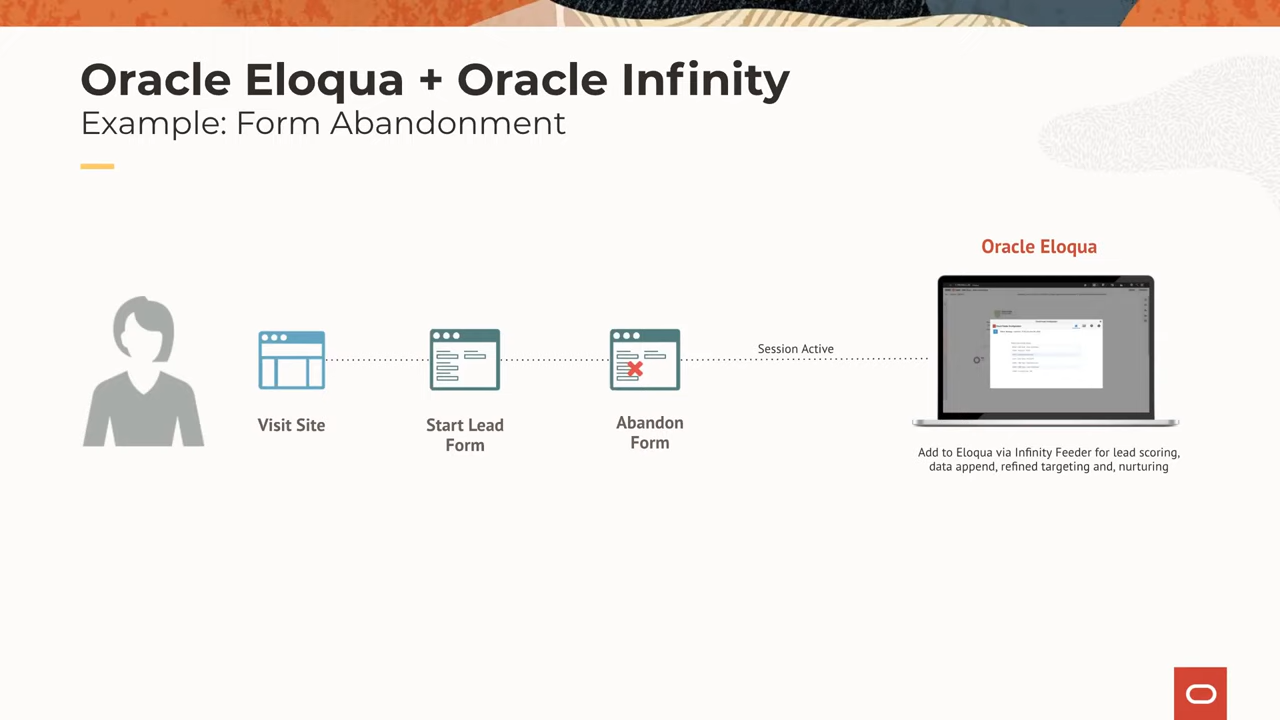 Oracle Eloqua + Oracle Infinity
Example: Form Abandonment
Oracle Eloqua
Session Active
Visit Site
Start Lead
Form
Abandon
Form
Add to Eloqua via Infinity Feeder for lead scoring,
data append, refined targeting and, nurturing